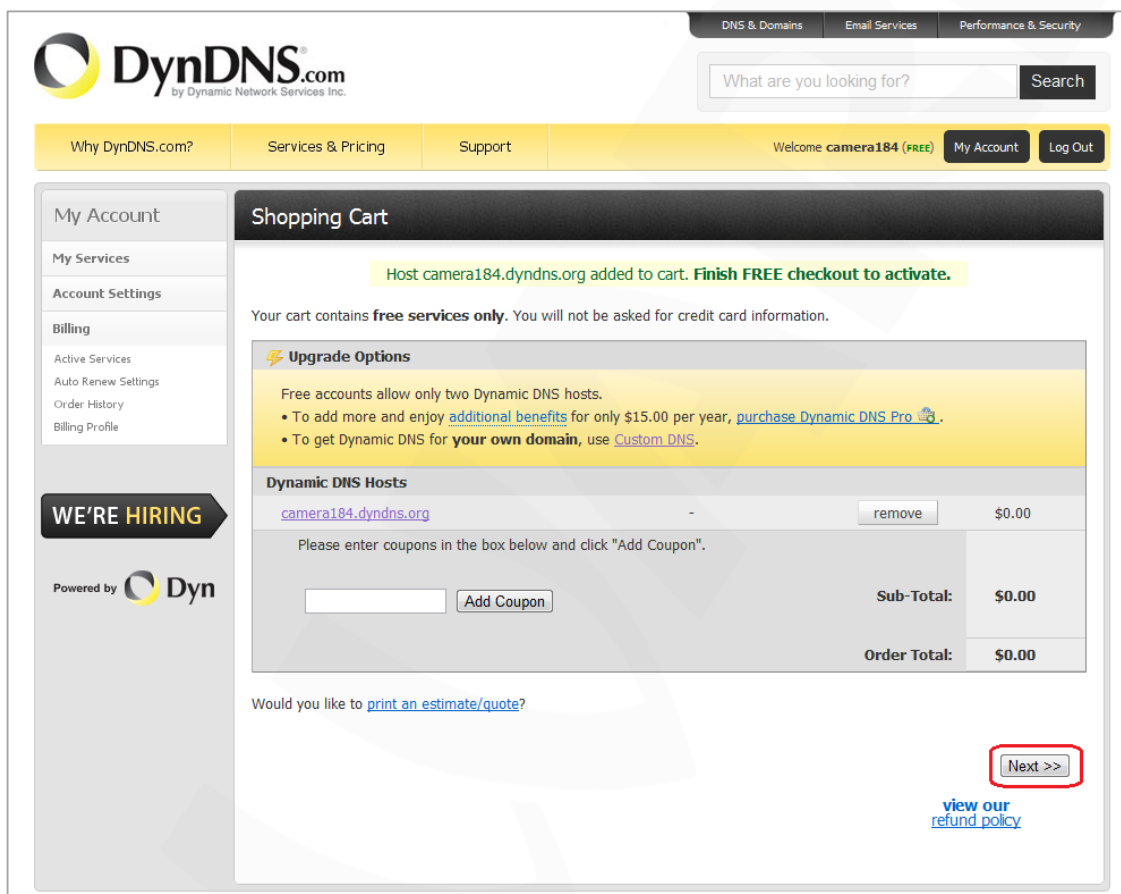 DNS & Domains Email Services Performance & Security
DynDNS.com
by Dynamic Network Services Inc.
What are you looking for? Search
Why DynDNS.com? Services & Pricing Support Welcome camera184 (FREE) My Account Log Out
My Account
My Services
Account Settings
Billing
Active Services
Auto Renew Settings
Order History
Billing Profile
WE'RE HIRING
Powered by Dyn
Shopping Cart
Host camera184.dyndns.org added to cart. Finish FREE checkout to activate.
Your cart contains free services only. You will not be asked for credit card information.
Upgrade Options
Free accounts allow only two Dynamic DNS hosts.
• To add more and enjoy additional benefits for only $15.00 per year, purchase Dynamic DNS Pro .
• To get Dynamic DNS for your own domain, use Custom DNS.
Dynamic DNS Hosts
camera184.dyndns.org - remove $0.00
Please enter coupons in the box below and click "Add Coupon".
Add Coupon Sub-Total: $0.00
Order Total: $0.00
Would you like to print an estimate/quote?
Next >>
view our
refund policy